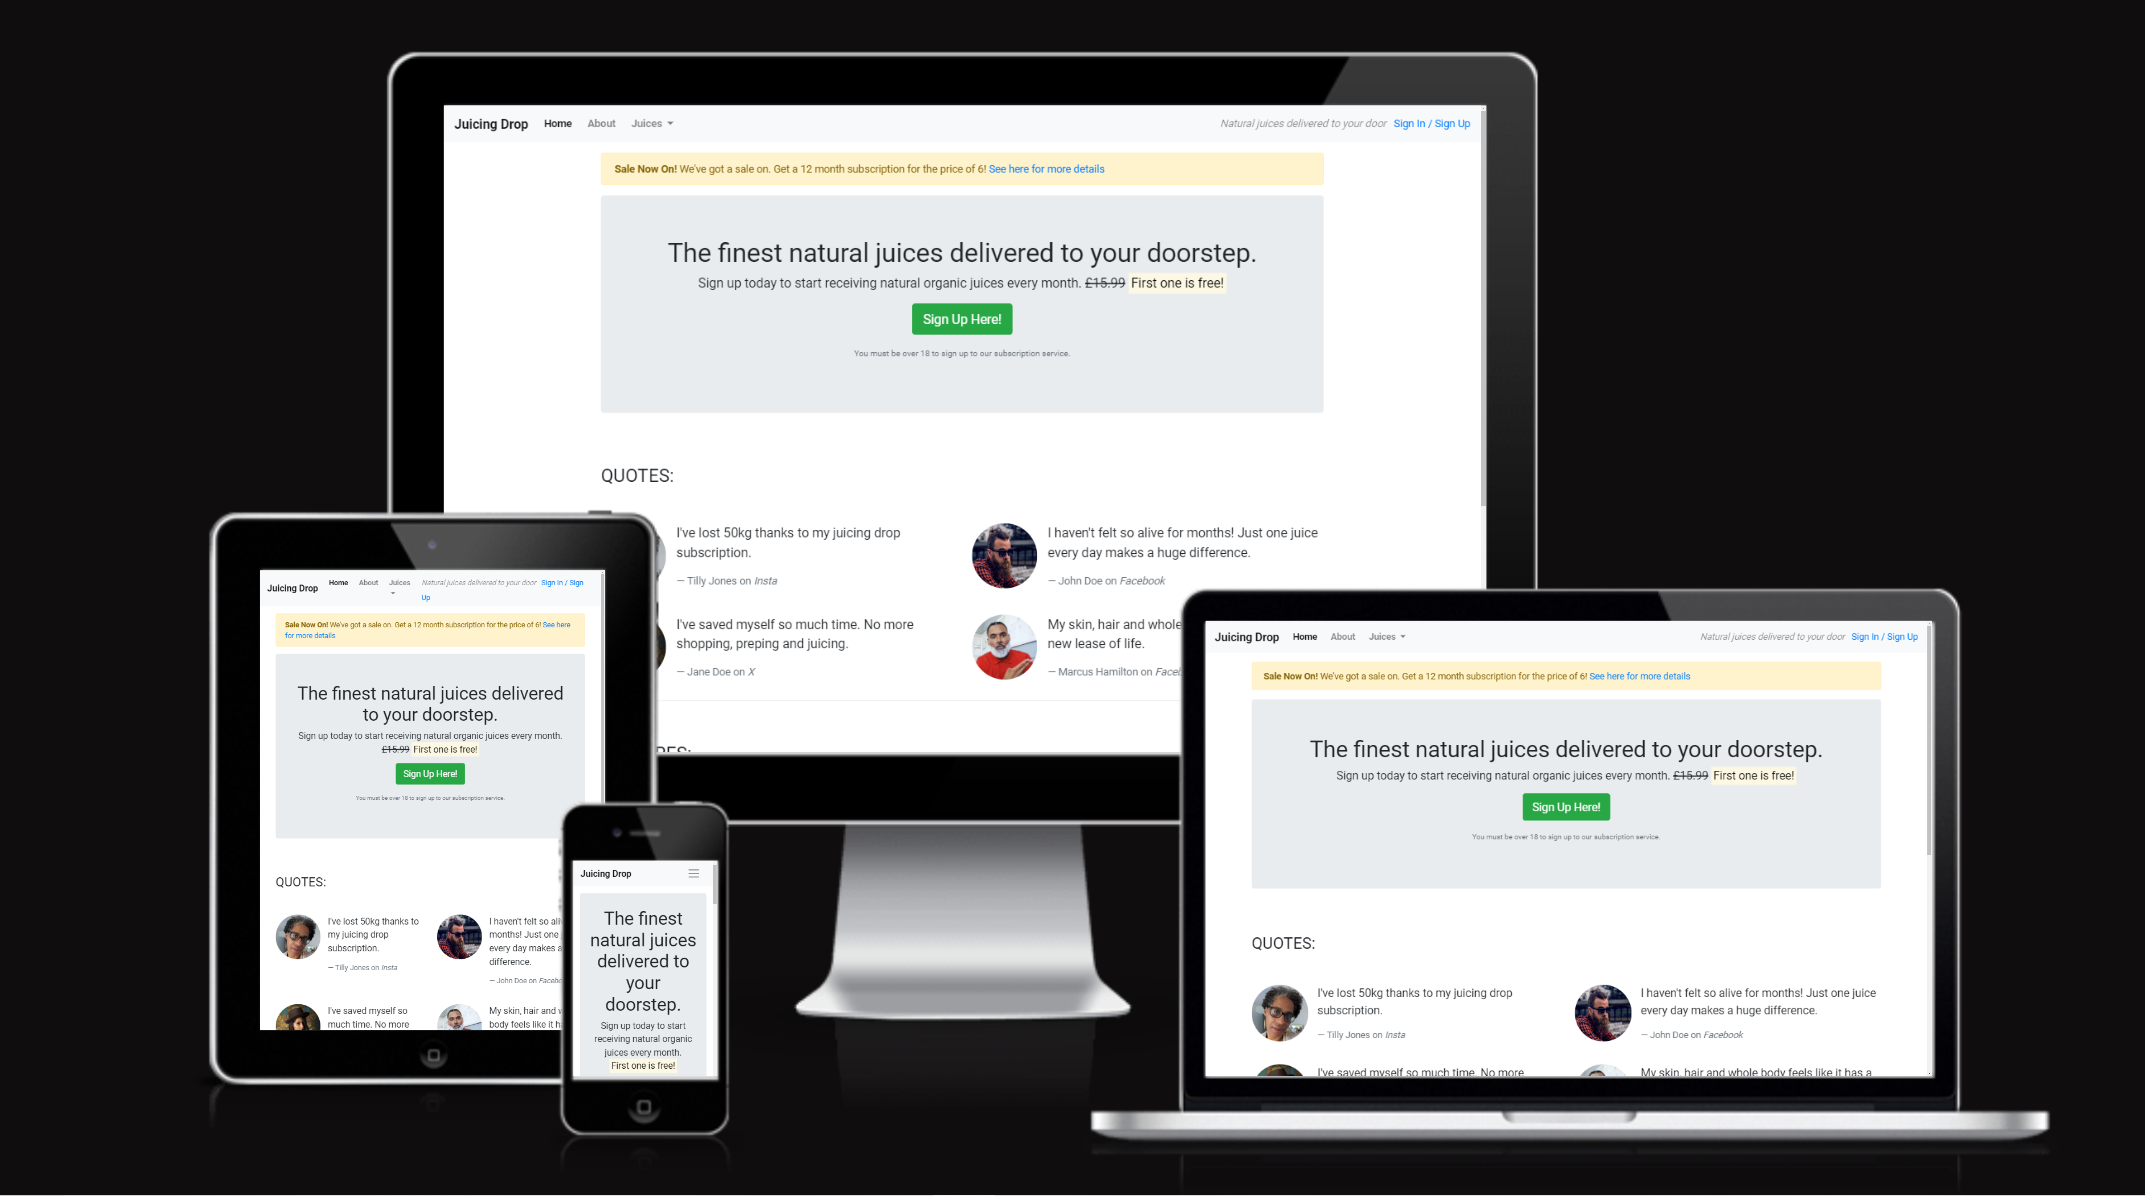 Juicing Drop Home About Juices Natural juices delivered to your door Sign In / Sign Up
Sale Now On! We've got a sale on. Get a 12 month subscription for the price of 6! See here for more details
The finest natural juices delivered to your doorstep.
Sign up today to start receiving natural organic juices every month. £15.99 First one is free!
Sign Up Here!
You must be over 18 to sign up to our subscription service.
QUOTES:
I've lost 50kg thanks to my juicing drop
subscription.
— Tilly Jones on Insta
I haven't felt so alive for months! Just one juice
every day makes a huge difference.
— John Doe on Facebook
I've saved myself so much time. No more
shopping, preping and juicing.
— Jane Doe on X
My skin, hair and whole
new lease of life.
— Marcus Hamilton on
Juicing Drop Home About Juices Natural juices delivered to your door Sign In / Sign
Up
Sale Now On! We've got a sale on. Get a 12 month subscription for the price of 6! See here
for more details
The finest natural juices delivered
to your doorstep.
Sign up today to start receiving natural organic juices every month.
£15.99 First one is free!
Sign Up Here!
You must be over 18 to sign up to our subscription service.
QUOTES:
I've lost 50kg thanks to
my juicing drop
subscription.
— Tilly Jones on Insta
I haven't felt so
months! Just one
every day makes a
difference.
— John Doe on
I've saved myself so
much time. No more
My skin, hair and
body feels like it
Juicing Drop
The finest
natural juices
delivered to
your
doorstep.
Sign up today to start
receiving natural organic
juices every month.
First one is free!
Juicing Drop Home About Juices Natural juices delivered to your door Sign In / Sign Up
Sale Now On! We've got a sale on. Get a 12 month subscription for the price of 6! See here for more details
The finest natural juices delivered to your doorstep.
Sign up today to start receiving natural organic juices every month. £15.99 First one is free!
Sign Up Here!
You must be over 18 to sign up to our subscription service.
QUOTES:
I've lost 50kg thanks to my juicing drop
subscription.
— Tilly Jones on Insta
I haven't felt so alive for months! Just one juice
every day makes a huge difference.
— John Doe on Facebook
I've saved myself so much time. No more
My skin, hair and whole body feels like it has a